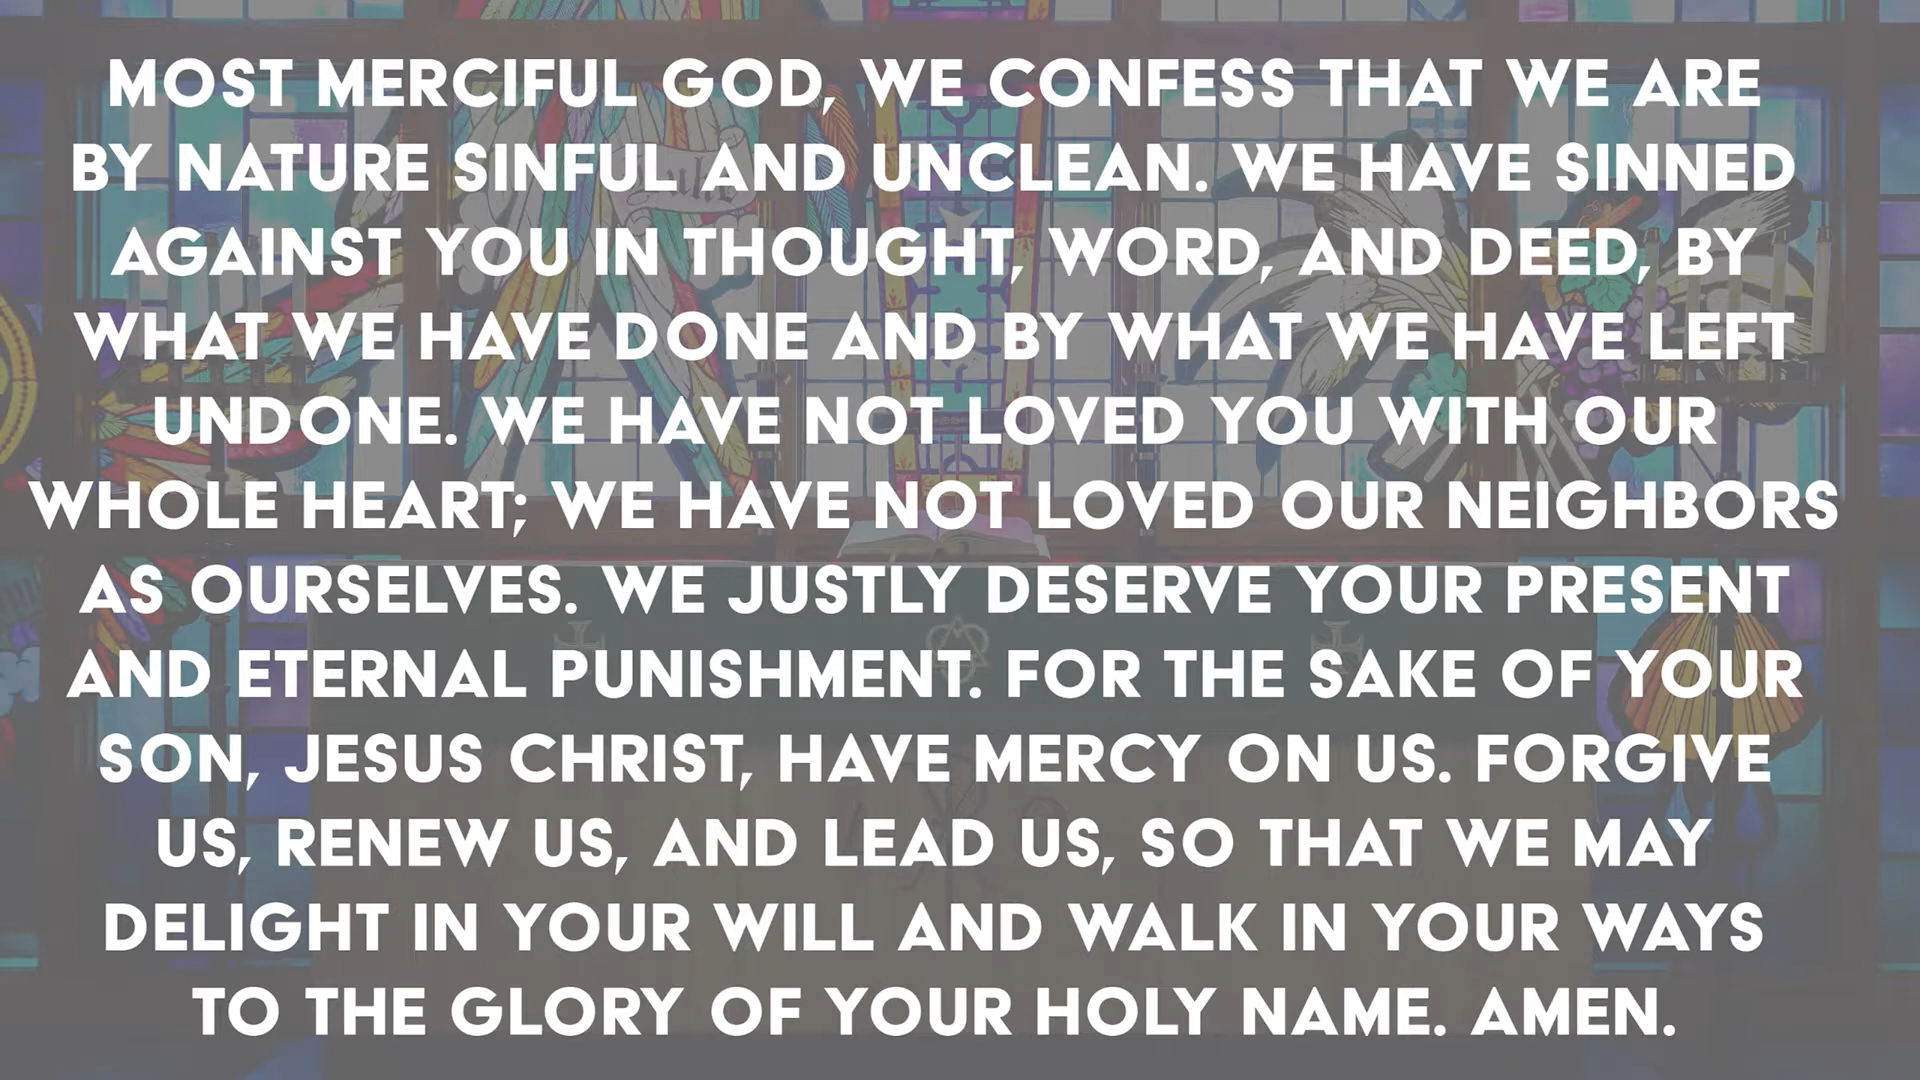 MOST MERCIFUL GOD, WE CONFESS THAT WE ARE
BY NATURE SINFUL AND UNCLEAN. WE HAVE SINNED
AGAINST YOU IN THOUGHT, WORD, AND DEED, BY
WHAT WE HAVE DONE AND BY WHAT WE HAVE LEFT
UNDONE. WE HAVE NOT LOVED YOU WITH OUR
WHOLE HEART; WE HAVE NOT LOVED OUR NEIGHBORS
AS OURSELVES. WE JUSTLY DESERVE YOUR PRESENT
AND ETERNAL PUNISHMENT. FOR THE SAKE OF YOUR
SON, JESUS CHRIST, HAVE MERCY ON US. FORGIVE
US, RENEW US, AND LEAD US, SO THAT WE MAY
DELIGHT IN YOUR WILL AND WALK IN YOUR WAYS
TO THE GLORY OF YOUR HOLY NAME. AMEN.